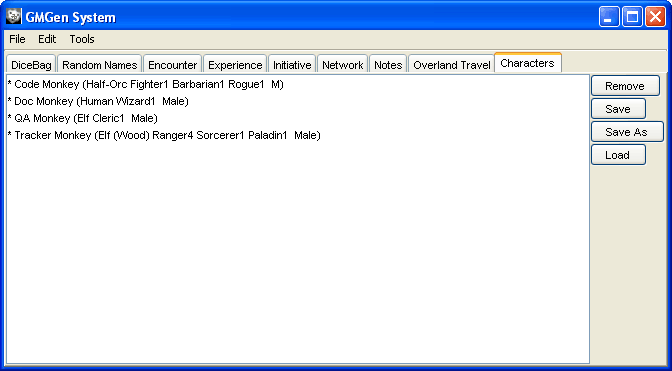 GMGen System
File Edit Tools
DiceBag Random Names Encounter Experience Initiative Network Notes Overland Travel Characters
* Code Monkey (Half-Orc Fighter1 Barbarian1 Rogue1  M)
* Doc Monkey (Human Wizard1  Male)
* QA Monkey (Elf Cleric1  Male)
* Tracker Monkey (Elf (Wood) Ranger4 Sorcerer1 Paladin1  Male)
Remove
Save
Save As
Load